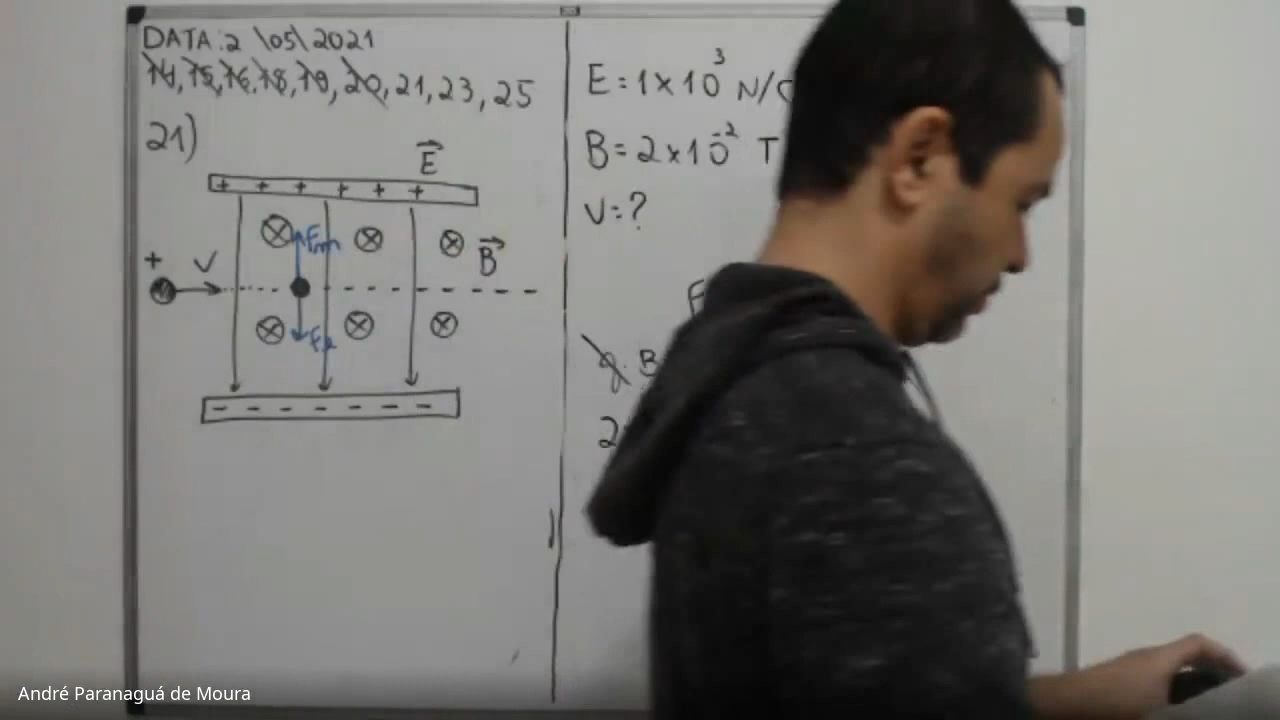 DATA: 2 \05\ 2021
14, 15, 16, 18, 19, 20, 21, 23, 25
21)
E
+ + + + + +
Fm
B
+
V
Fe
- - - - - - -
E = 1 x 10³ N/C
B = 2 x 10⁻² T
V = ?
F
q. B
2
André Paranaguá de Moura